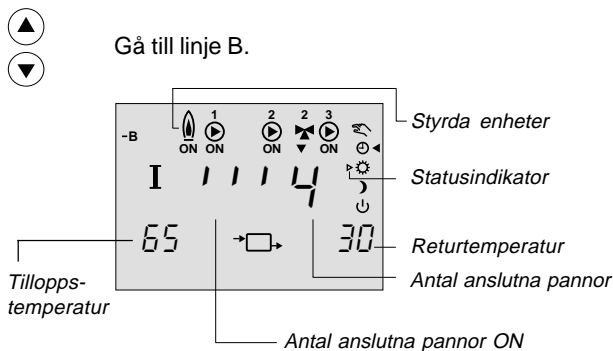 Gå till linje B.
1 2 2 3
-B
ON ON ON ON
Styrda enheter
I 1 1 1 4
Statusindikator
65 30
Returtemperatur
Tillopps-
temperatur
Antal anslutna pannor
Antal anslutna pannor ON